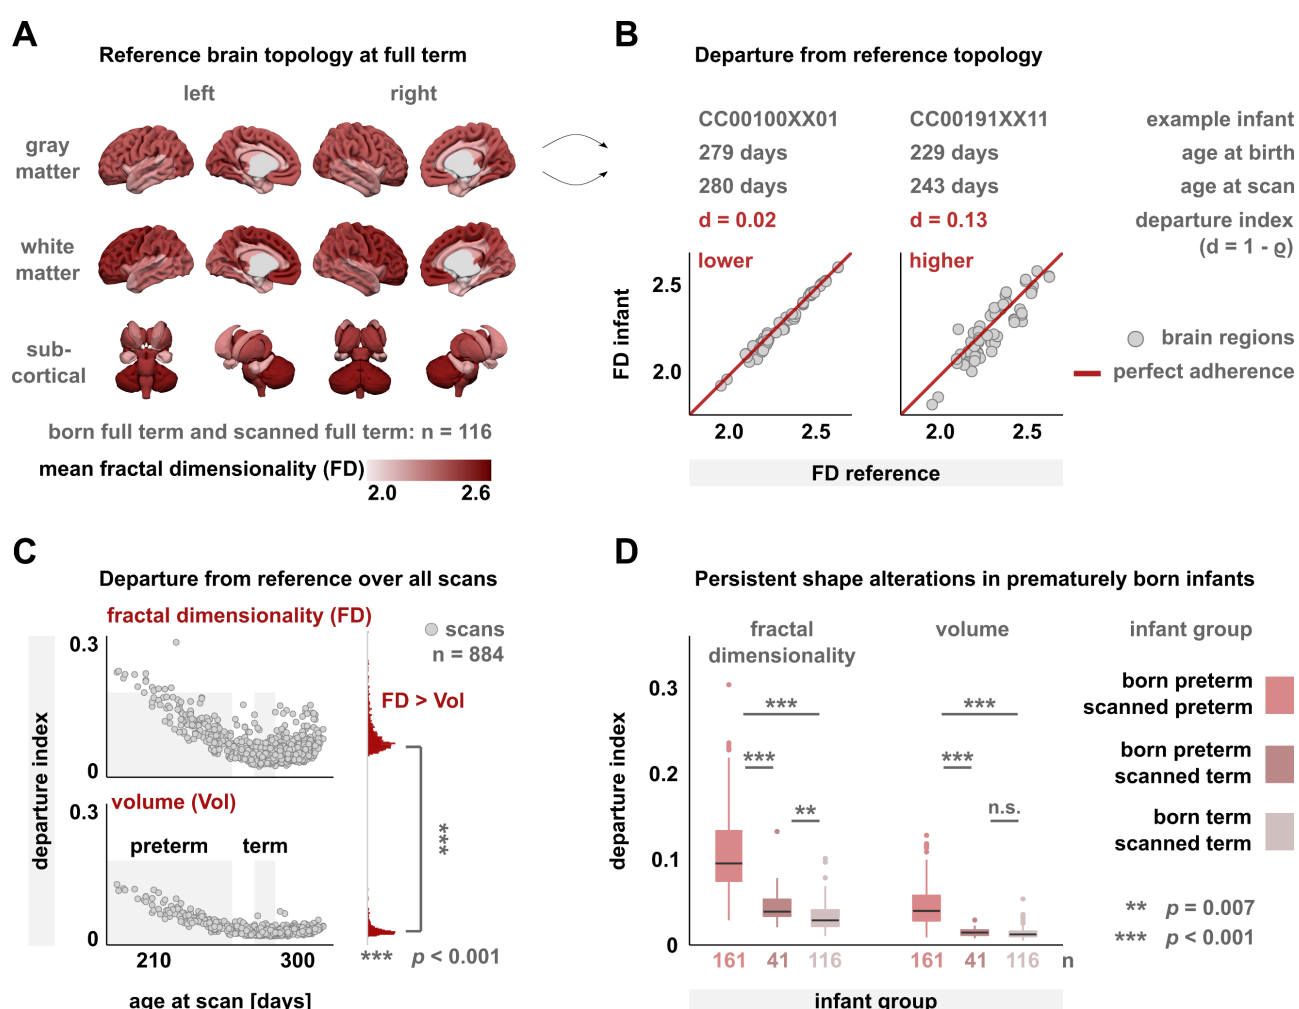 A
Reference brain topology at full term
left
right
gray
matter
white
matter
sub-
cortical
born full term and scanned full term: n = 116
mean fractal dimensionality (FD)
2.0
2.6
B
Departure from reference topology
CC00100XX01
CC00191XX11
example infant
279 days
229 days
age at birth
280 days
243 days
age at scan
d = 0.02
d = 0.13
departure index
(d = 1 - ϱ)
lower
higher
FD infant
2.5
2.0
brain regions
perfect adherence
2.0
2.5
2.0
2.5
FD reference
C
Departure from reference over all scans
fractal dimensionality (FD)
scans
n = 884
0.3
0
FD > Vol
departure index
volume (Vol)
0.3
0
preterm
term
***
210
300
*** p < 0.001
age at scan [days]
D
Persistent shape alterations in prematurely born infants
fractal
dimensionality
volume
infant group
born preterm
scanned preterm
born preterm
scanned term
born term
scanned term
departure index
0.3
0.2
0.1
0
***
***
**
***
***
n.s.
** p = 0.007
*** p < 0.001
161
41
116
161
41
116
n
infant group